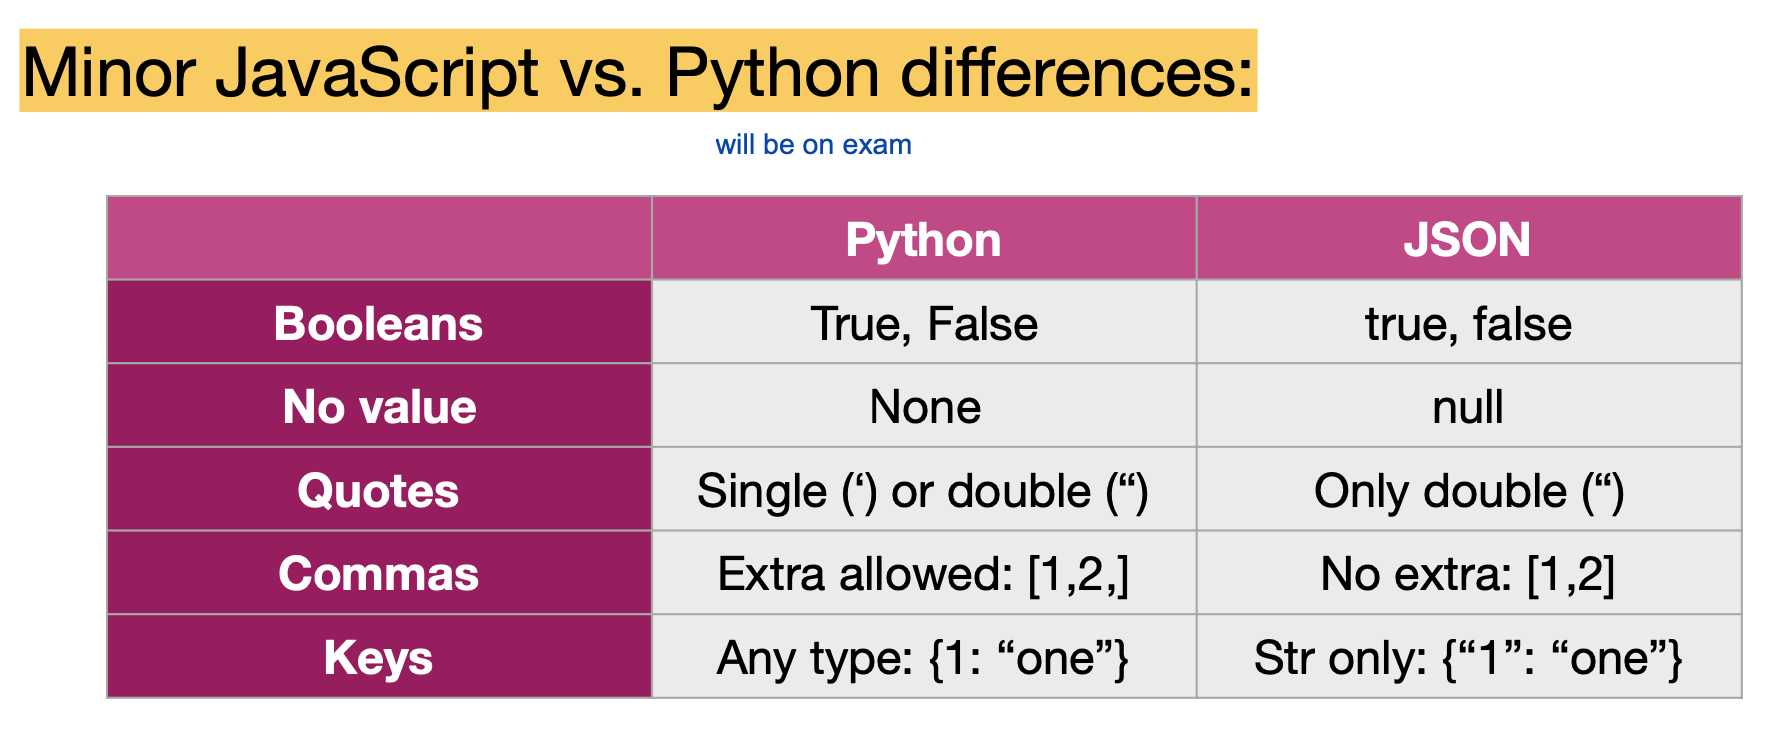 Minor JavaScript vs. Python differences:
will be on exam
Python JSON
Booleans True, False true, false
No value None null
Quotes Single (‘) or double (“) Only double (“)
Commas Extra allowed: [1,2,] No extra: [1,2]
Keys Any type: {1: “one”} Str only: {“1”: “one”}